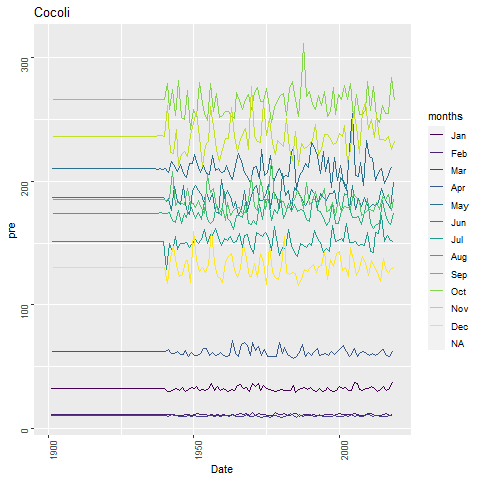 Cocoli
300
200
100
0
pre
1900
1950
2000
Date
months
Jan
Feb
Mar
Apr
May
Jun
Jul
Aug
Sep
Oct
Nov
Dec
NA